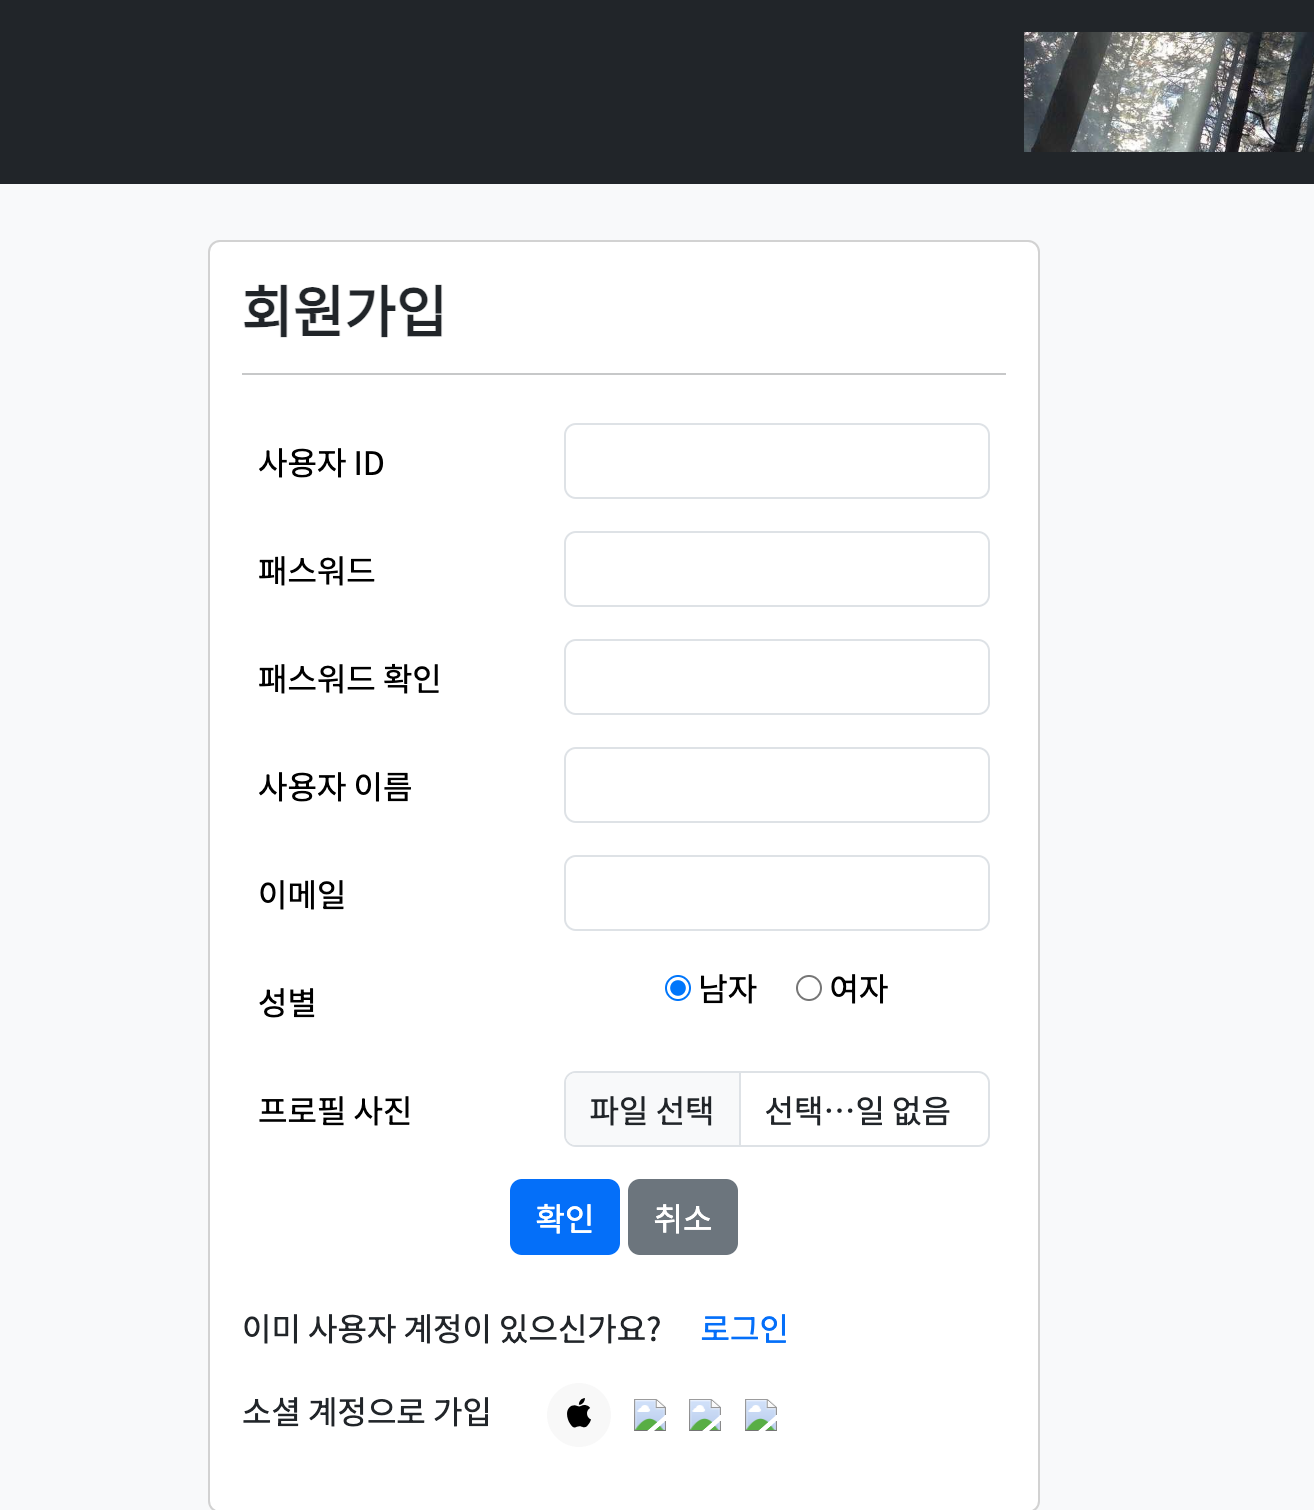 회원가입
사용자 ID
패스워드
패스워드 확인
사용자 이름
이메일
성별 남자 여자
프로필 사진 파일 선택 선택…일 없음
확인 취소
이미 사용자 계정이 있으신가요? 로그인
소셜 계정으로 가입